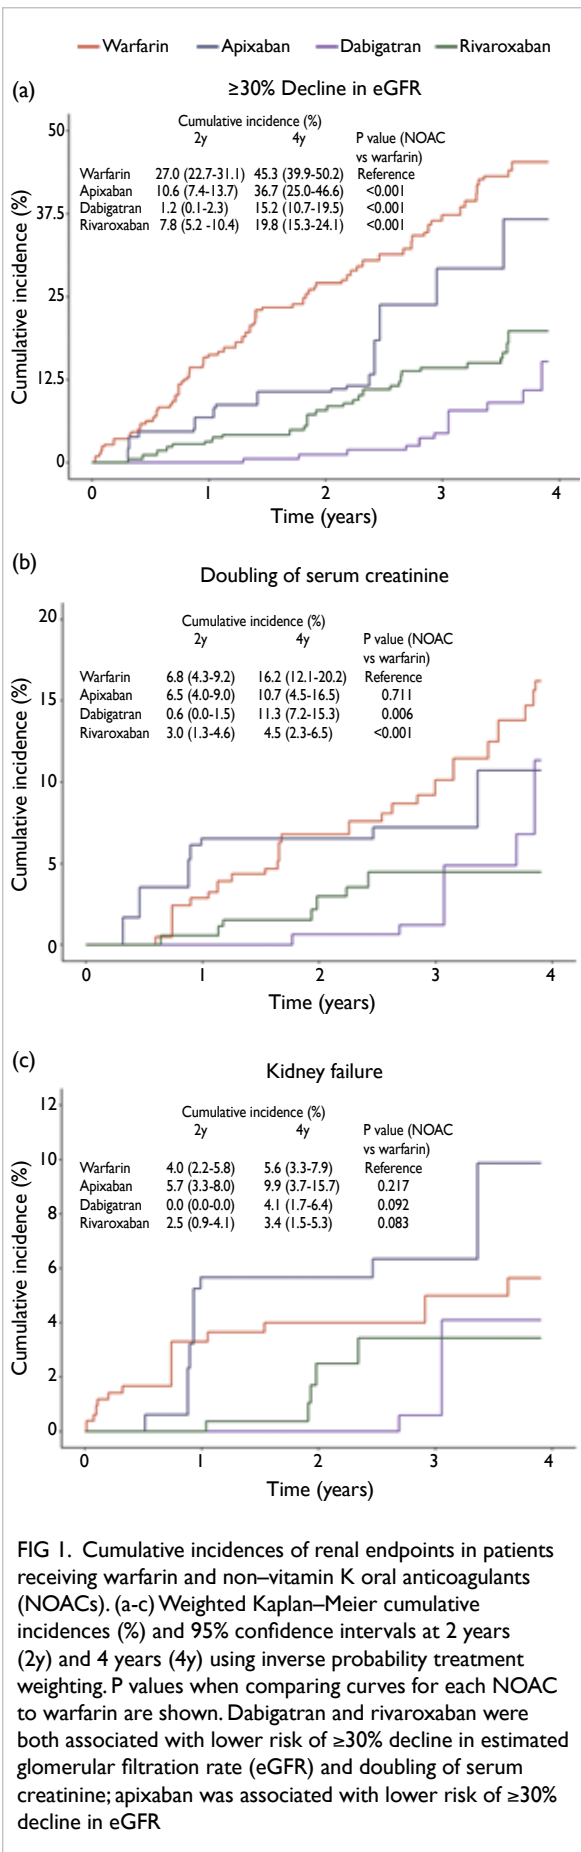 Warfarin Apixaban Dabigatran Rivaroxaban
(a)
≥30% Decline in eGFR
Cumulative incidence (%)
2y 4y P value (NOAC
vs warfarin)
Warfarin 27.0 (22.7-31.1) 45.3 (39.9-50.2) Reference
Apixaban 10.6 (7.4-13.7) 36.7 (25.0-46.6) <0.001
Dabigatran 1.2 (0.1-2.3) 15.2 (10.7-19.5) <0.001
Rivaroxaban 7.8 (5.2 -10.4) 19.8 (15.3-24.1) <0.001
Cumulative incidence (%)
50
37.5
25
12.5
0
0 1 2 3 4
Time (years)
(b)
Doubling of serum creatinine
Cumulative incidence (%)
2y 4y P value (NOAC
vs warfarin)
Warfarin 6.8 (4.3-9.2) 16.2 (12.1-20.2) Reference
Apixaban 6.5 (4.0-9.0) 10.7 (4.5-16.5) 0.711
Dabigatran 0.6 (0.0-1.5) 11.3 (7.2-15.3) 0.006
Rivaroxaban 3.0 (1.3-4.6) 4.5 (2.3-6.5) <0.001
Cumulative incidence (%)
20
15
10
5
0
0 1 2 3 4
Time (years)
(c)
Kidney failure
Cumulative incidence (%)
2y 4y P value (NOAC
vs warfarin)
Warfarin 4.0 (2.2-5.8) 5.6 (3.3-7.9) Reference
Apixaban 5.7 (3.3-8.0) 9.9 (3.7-15.7) 0.217
Dabigatran 0.0 (0.0-0.0) 4.1 (1.7-6.4) 0.092
Rivaroxaban 2.5 (0.9-4.1) 3.4 (1.5-5.3) 0.083
Cumulative incidence (%)
12
10
8
6
4
2
0
0 1 2 3 4
Time (years)
FIG 1. Cumulative incidences of renal endpoints in patients
receiving warfarin and non–vitamin K oral anticoagulants
(NOACs). (a-c) Weighted Kaplan–Meier cumulative
incidences (%) and 95% confidence intervals at 2 years
(2y) and 4 years (4y) using inverse probability treatment
weighting. P values when comparing curves for each NOAC
to warfarin are shown. Dabigatran and rivaroxaban were
both associated with lower risk of ≥30% decline in estimated
glomerular filtration rate (eGFR) and doubling of serum
creatinine; apixaban was associated with lower risk of ≥30%
decline in eGFR